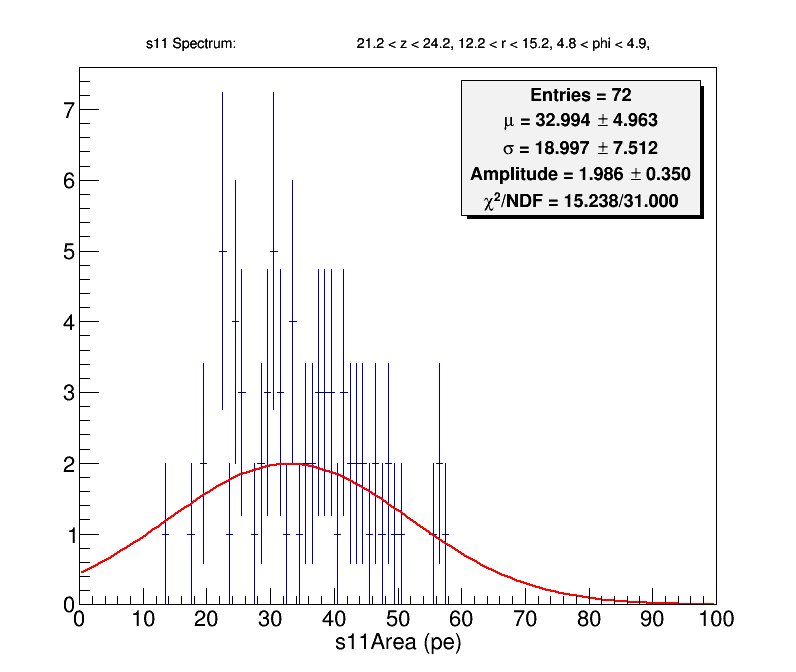 s11 Spectrum: 21.2 < z < 24.2, 12.2 < r < 15.2, 4.8 < phi < 4.9,
Entries = 72
μ = 32.994 ± 4.963
σ = 18.997 ± 7.512
Amplitude = 1.986 ± 0.350
χ²/NDF = 15.238/31.000
7
6
5
4
3
2
1
0
0 10 20 30 40 50 60 70 80 90 100
s11Area (pe)